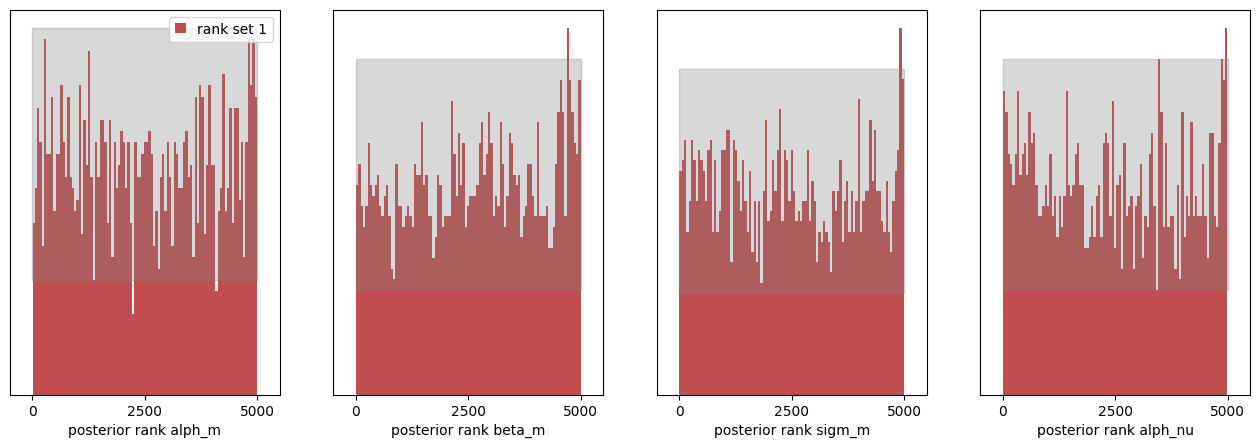 rank set 1
0 2500 5000
posterior rank alph_m
0 2500 5000
posterior rank beta_m
0 2500 5000
posterior rank sigm_m
0 2500 5000
posterior rank alph_nu